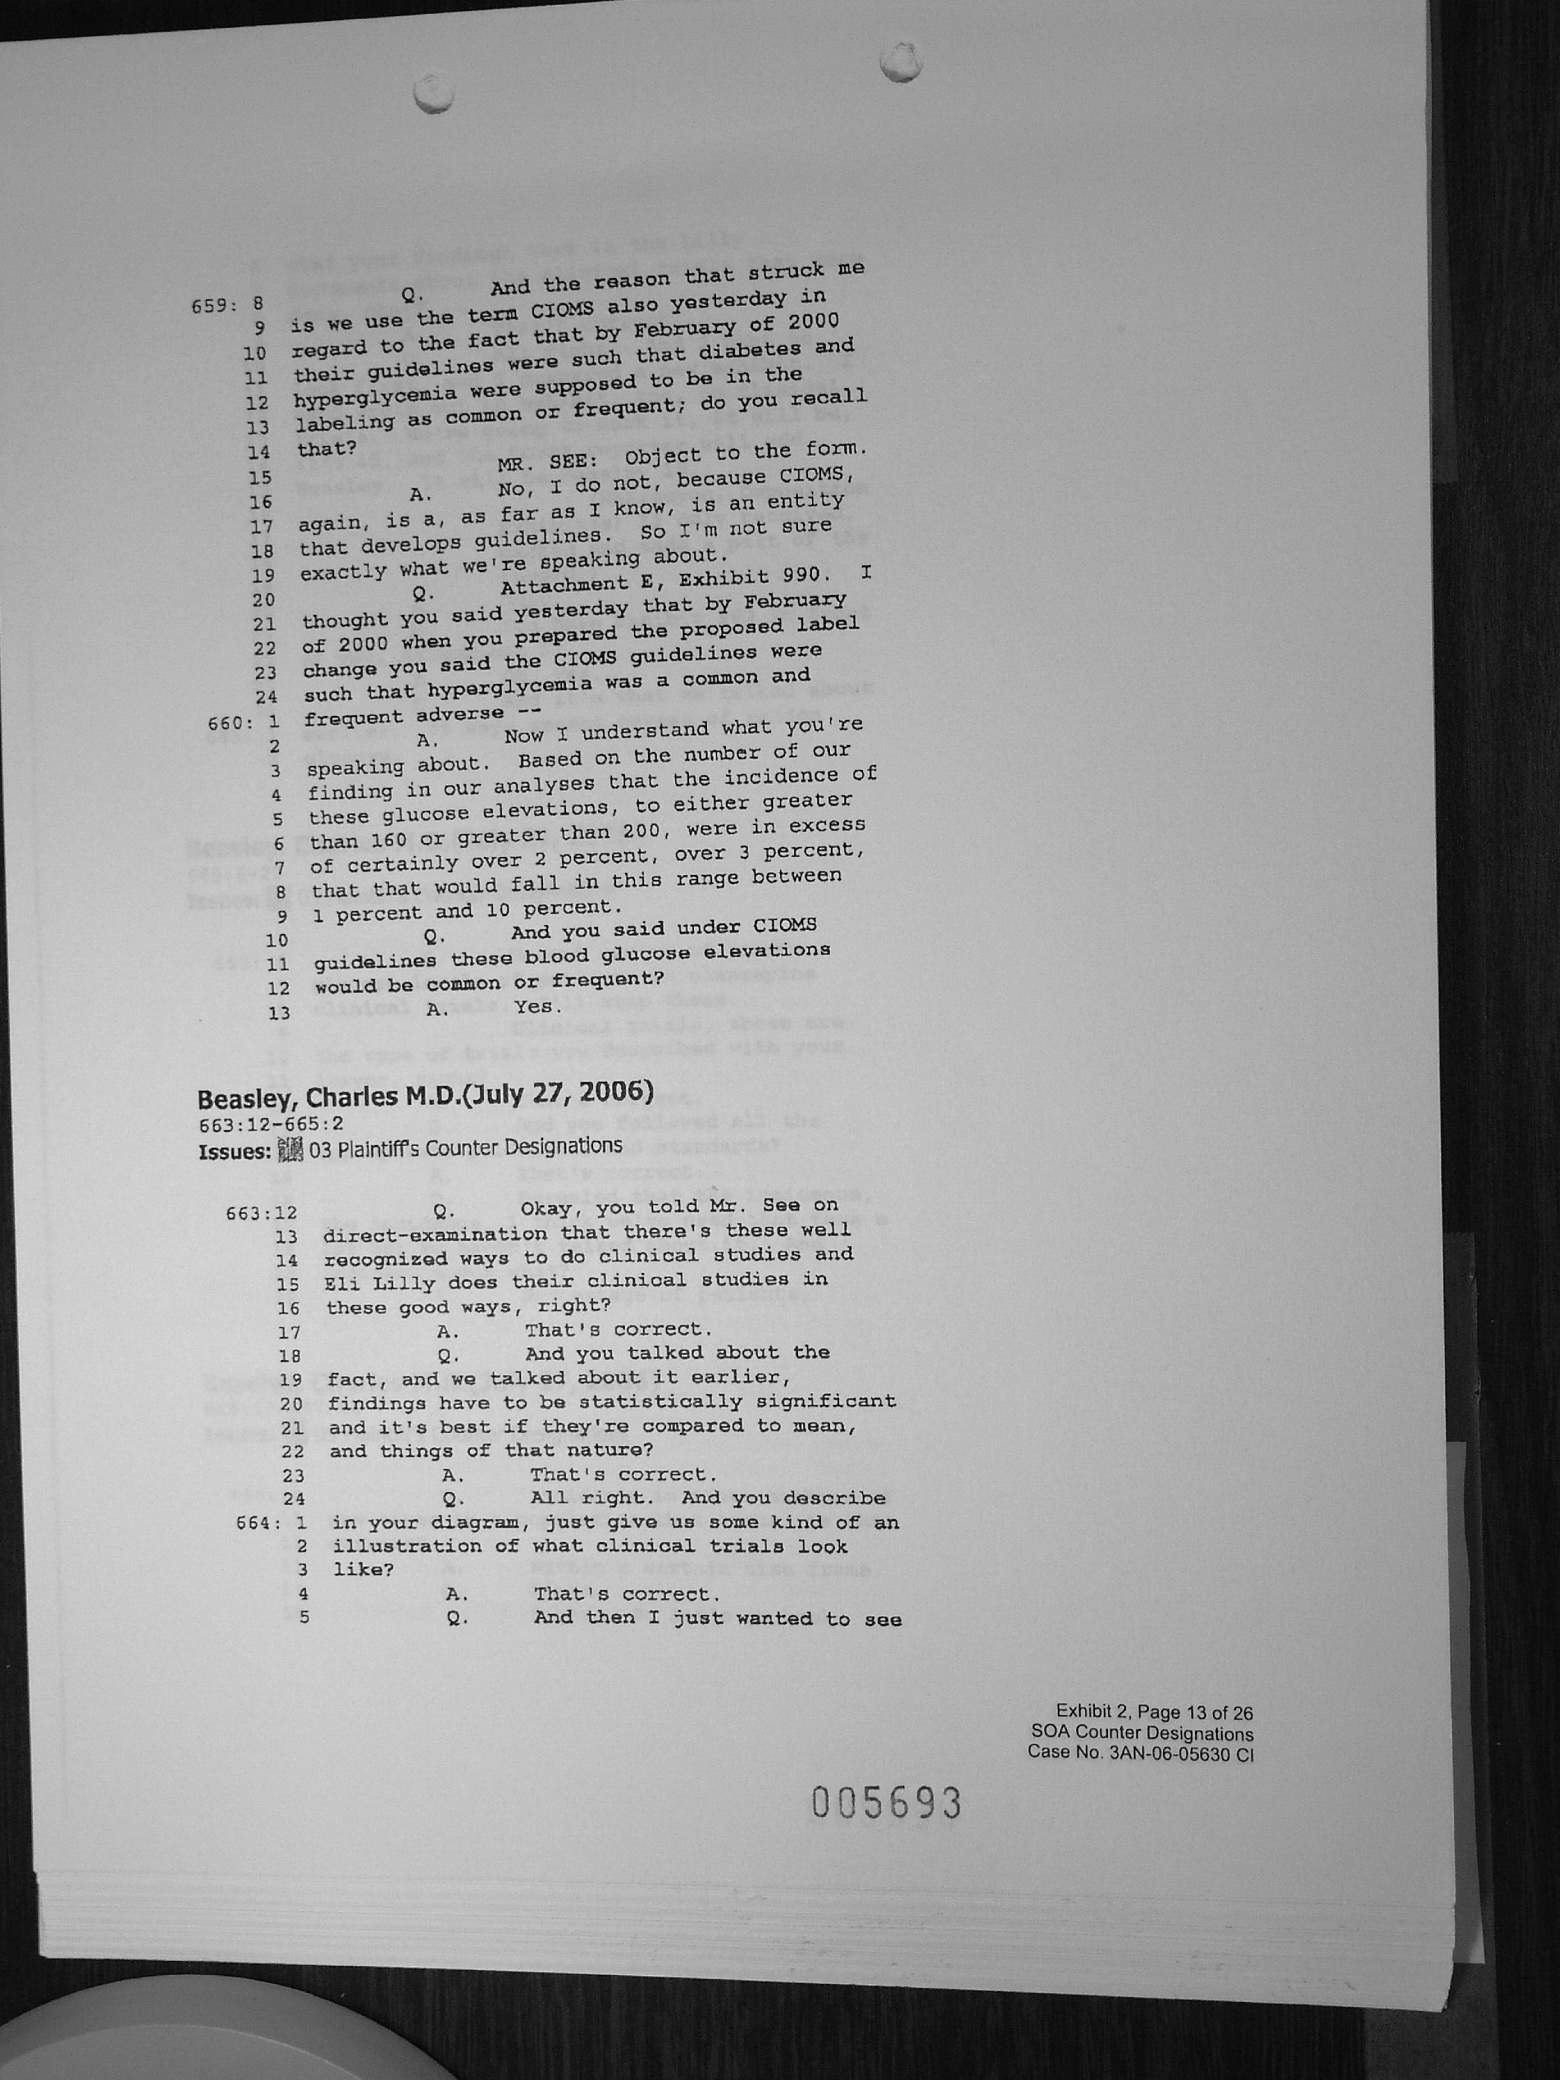 659: 8 Q. And the reason that struck me
9 is we use the term CIOMS also yesterday in
10 regard to the fact that by February of 2000
11 their guidelines were such that diabetes and
12 hyperglycemia were supposed to be in the
13 labeling as common or frequent; do you recall
14 that?
15 MR. SEE: Object to the form.
16 A. No, I do not, because CIOMS,
17 again, is a, as far as I know, is an entity
18 that develops guidelines. So I'm not sure
19 exactly what we're speaking about.
20 Q. Attachment E, Exhibit 990. I
21 thought you said yesterday that by February
22 of 2000 when you prepared the proposed label
23 change you said the CIOMS guidelines were
24 such that hyperglycemia was a common and
660: 1 frequent adverse --
2 A. Now I understand what you're
3 speaking about. Based on the number of our
4 finding in our analyses that the incidence of
5 these glucose elevations, to either greater
6 than 160 or greater than 200, were in excess
7 of certainly over 2 percent, over 3 percent,
8 that that would fall in this range between
9 1 percent and 10 percent.
10 Q. And you said under CIOMS
11 guidelines these blood glucose elevations
12 would be common or frequent?
13 A. Yes.
Beasley, Charles M.D.(July 27, 2006)
663:12-665:2
Issues: 03 Plaintiff's Counter Designations
663:12 Q. Okay, you told Mr. See on
13 direct-examination that there's these well
14 recognized ways to do clinical studies and
15 Eli Lilly does their clinical studies in
16 these good ways, right?
17 A. That's correct.
18 Q. And you talked about the
19 fact, and we talked about it earlier,
20 findings have to be statistically significant
21 and it's best if they're compared to mean,
22 and things of that nature?
23 A. That's correct.
24 Q. All right. And you describe
664: 1 in your diagram, just give us some kind of an
2 illustration of what clinical trials look
3 like?
4 A. That's correct.
5 Q. And then I just wanted to see
Exhibit 2, Page 13 of 26
SOA Counter Designations
Case No. 3AN-06-05630 CI
005693